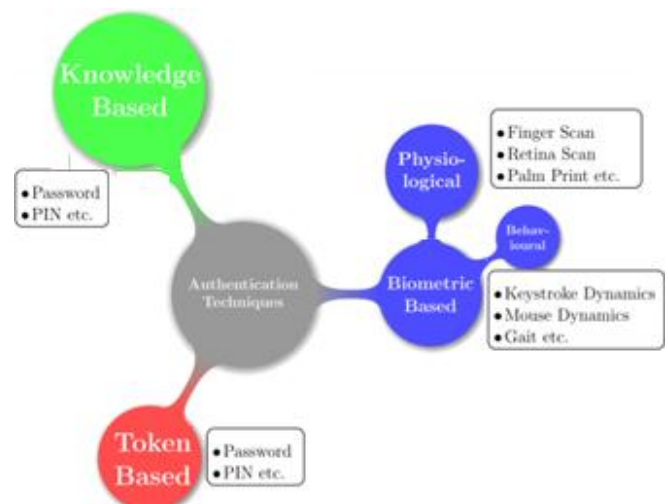 Knowledge
Based
● Password
● PIN etc.
Authentication
Techniques
Physio-
logical
● Finger Scan
● Retina Scan
● Palm Print etc.
Behav-
ioural
Biometric
Based
● Keystroke Dynamics
● Mouse Dynamics
● Gait etc.
Token
Based
● Password
● PIN etc.